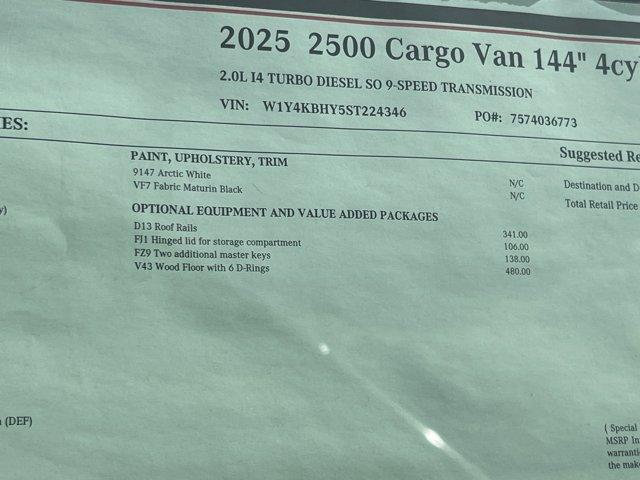 2025 2500 Cargo Van 144" 4cy
2.0L I4 TURBO DIESEL SO 9-SPEED TRANSMISSION
VIN: W1Y4KBHY5ST224346 PO#: 7574036773
ES:
PAINT, UPHOLSTERY, TRIM
9147 Arctic White N/C
VF7 Fabric Maturin Black N/C
OPTIONAL EQUIPMENT AND VALUE ADDED PACKAGES
D13 Roof Rails 341.00
FJ1 Hinged lid for storage compartment 106.00
FZ9 Two additional master keys 138.00
V43 Wood Floor with 6 D-Rings 480.00
Suggested Re
Destination and D
Total Retail Price
y)
(DEF)
( Special
MSRP In
warranti
the mak